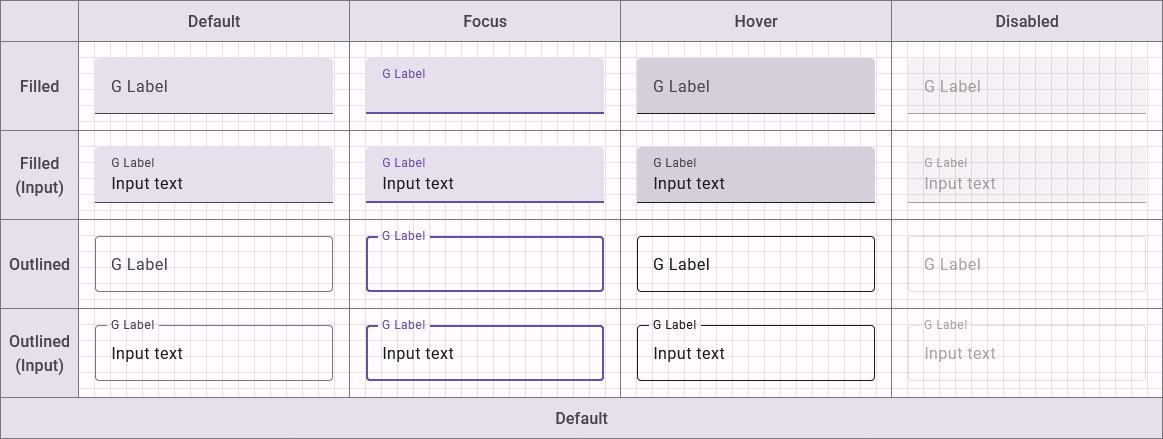 Default Focus Hover Disabled
Filled G Label G Label G Label G Label
Filled (Input) G Label G Label G Label G Label
Input text Input text Input text Input text
Outlined G Label G Label G Label G Label
Outlined (Input) G Label G Label G Label G Label
Input text Input text Input text Input text
Default